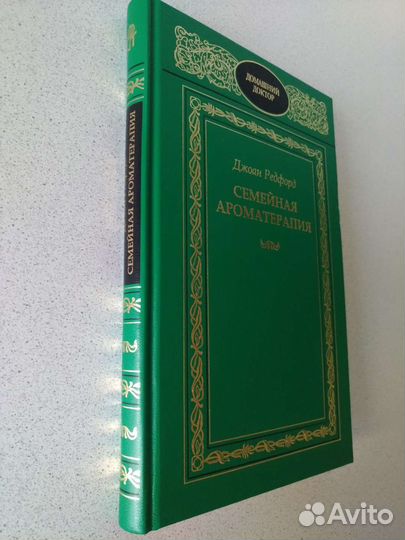 СЕМЕЙНАЯ АРОМАТЕРАПИЯ
ДОМАШНИЙ
ДОКТОР
Джоан Редфорд
СЕМЕЙНАЯ
АРОМАТЕРАПИЯ
Avito